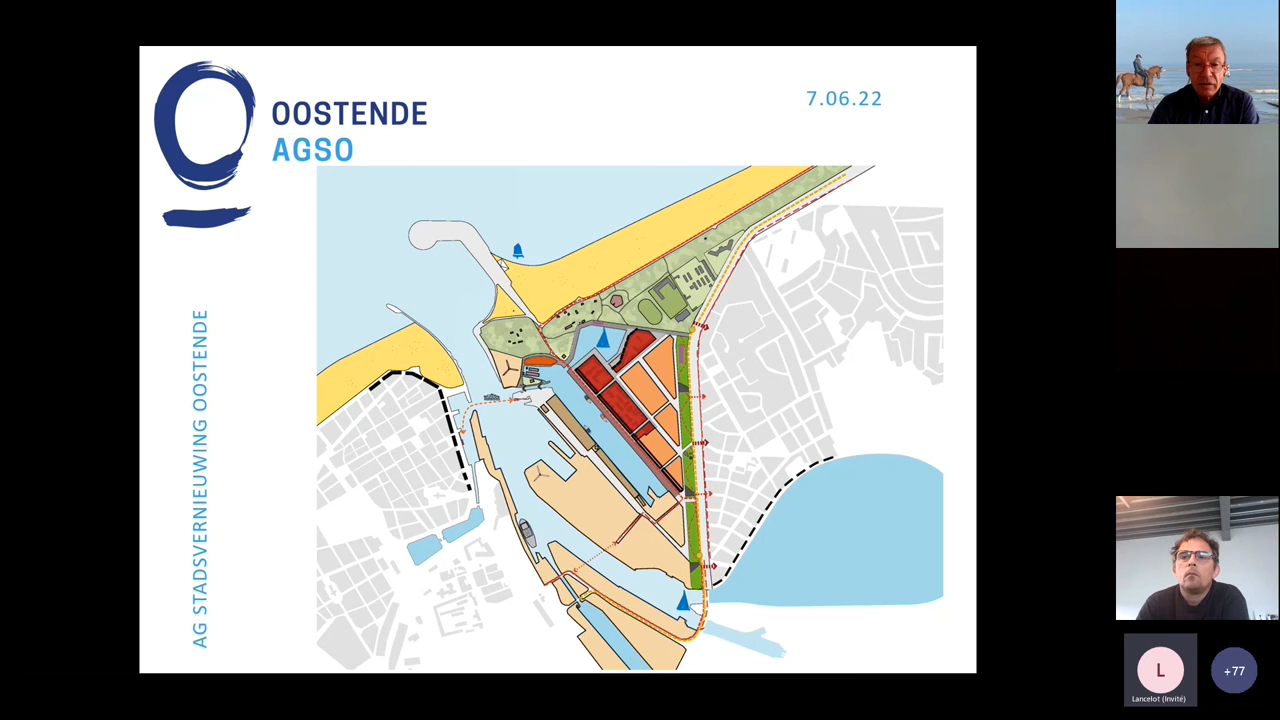 OOSTENDE
AGSO
7.06.22
AG STADSVERNIEUWING OOSTENDE
L
Lancelot (Invité)
+77